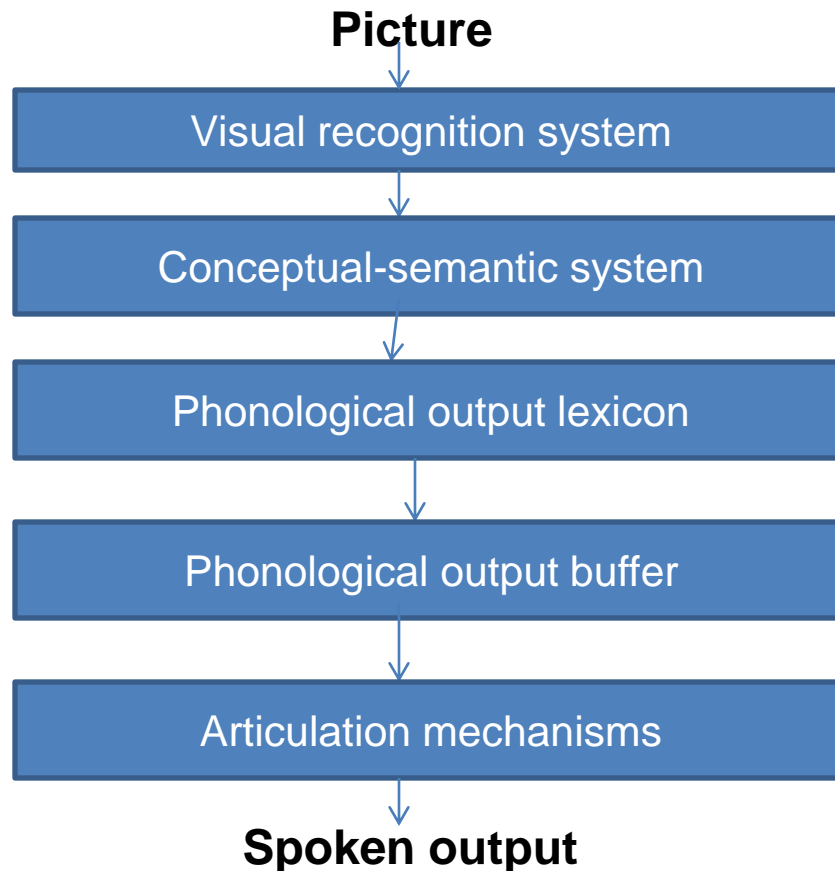 Picture
Visual recognition system
Conceptual-semantic system
Phonological output lexicon
Phonological output buffer
Articulation mechanisms
Spoken output